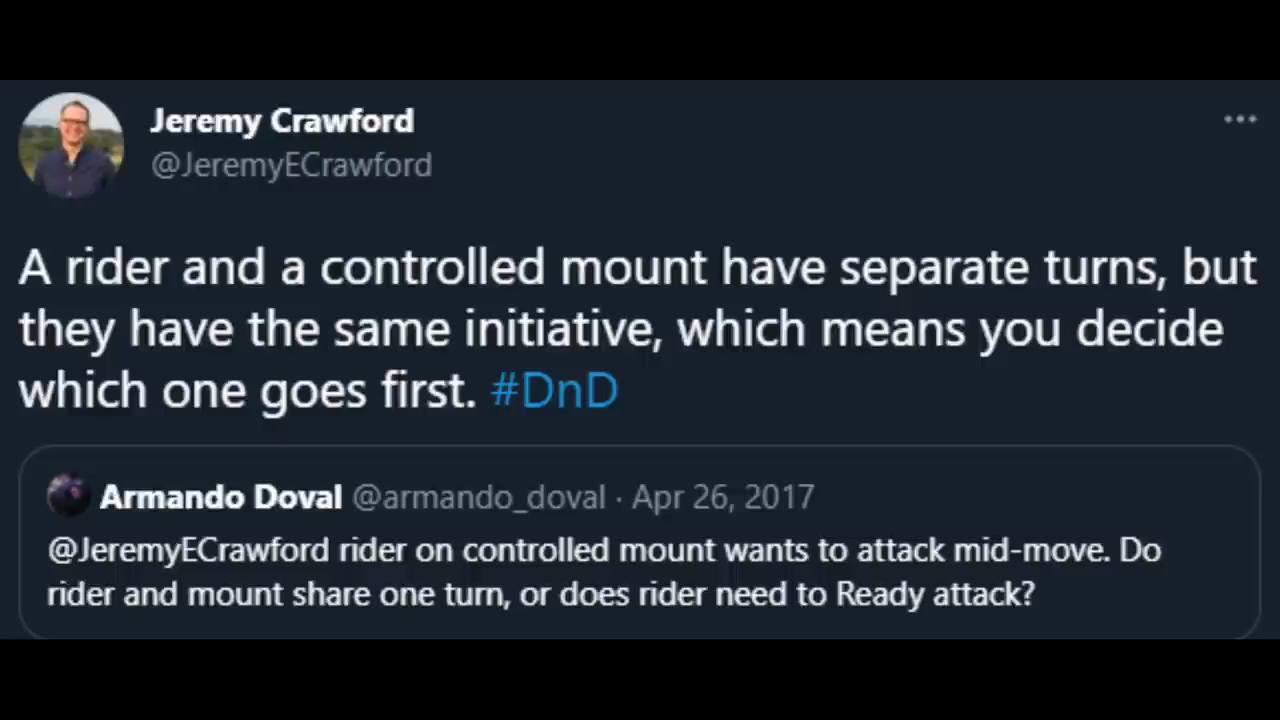 Jeremy Crawford
@JeremyECrawford
A rider and a controlled mount have separate turns, but
they have the same initiative, which means you decide
which one goes first. #DnD
Armando Doval @armando_doval · Apr 26, 2017
@JeremyECrawford rider on controlled mount wants to attack mid-move. Do
rider and mount share one turn, or does rider need to Ready attack?